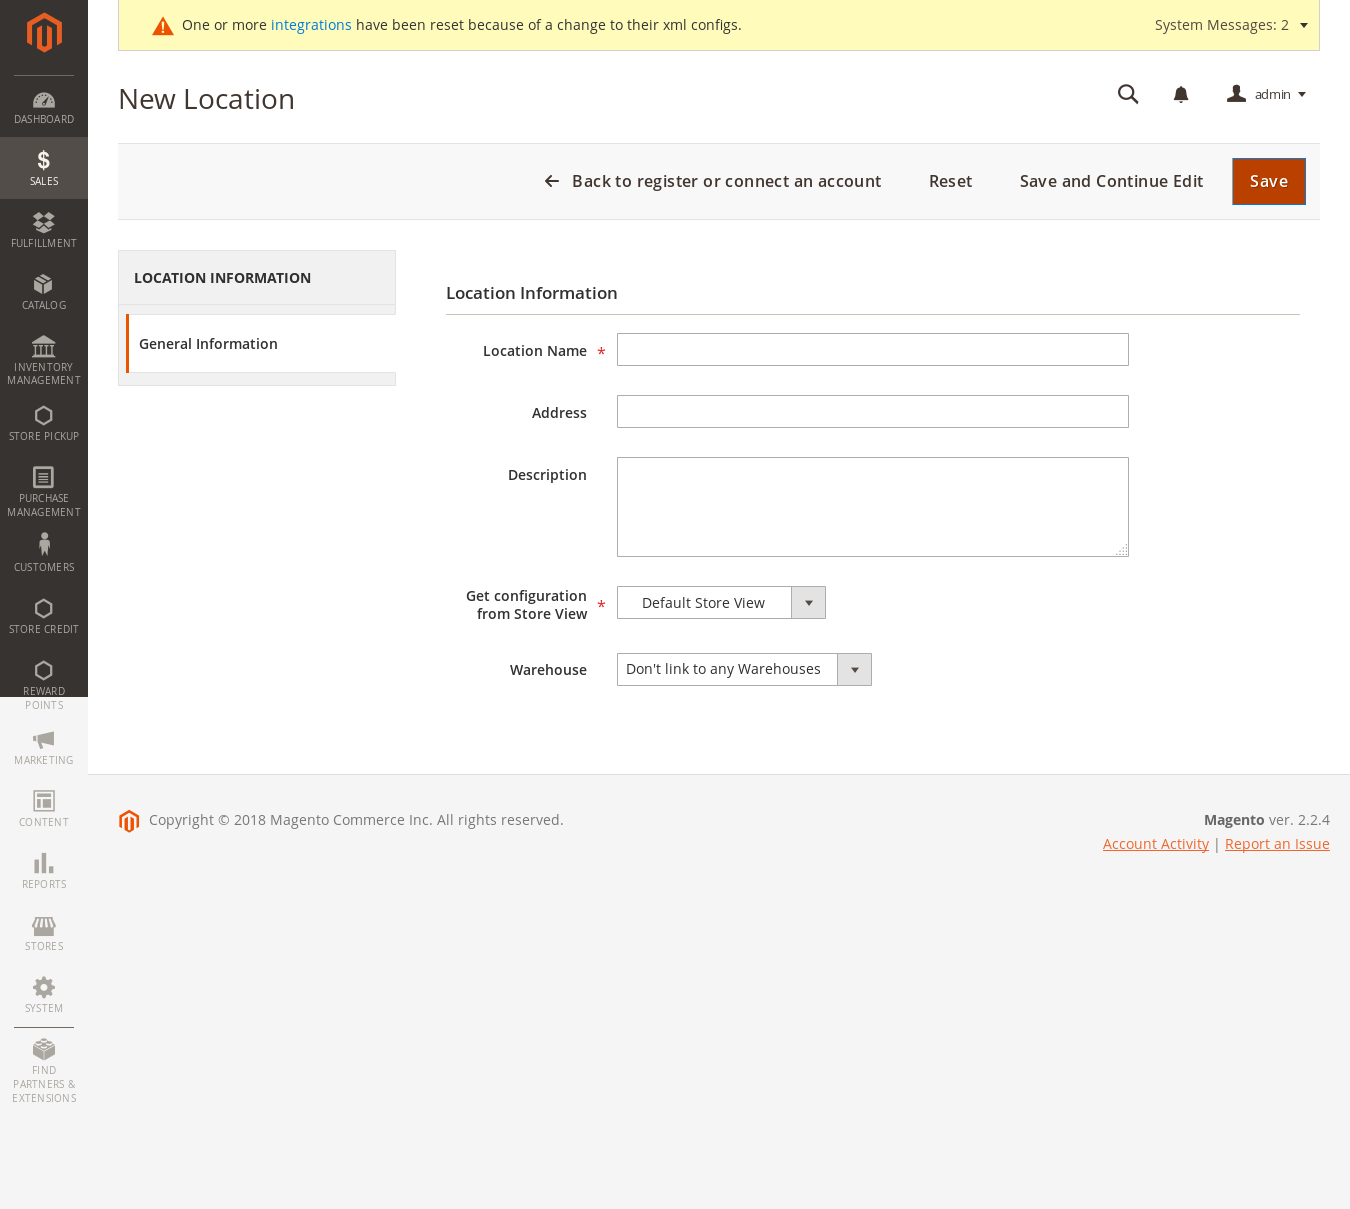 One or more integrations have been reset because of a change to their xml configs.
System Messages: 2
New Location
admin
Back to register or connect an account
Reset
Save and Continue Edit
Save
DASHBOARD
SALES
FULFILLMENT
CATALOG
INVENTORY
MANAGEMENT
STORE PICKUP
PURCHASE
MANAGEMENT
CUSTOMERS
STORE CREDIT
REWARD
POINTS
MARKETING
CONTENT
REPORTS
STORES
SYSTEM
FIND
PARTNERS &
EXTENSIONS
LOCATION INFORMATION
General Information
Location Information
Location Name *
Address
Description
Get configuration
from Store View *
Default Store View
Warehouse
Don't link to any Warehouses
Copyright © 2018 Magento Commerce Inc. All rights reserved.
Magento ver. 2.2.4
Account Activity | Report an Issue